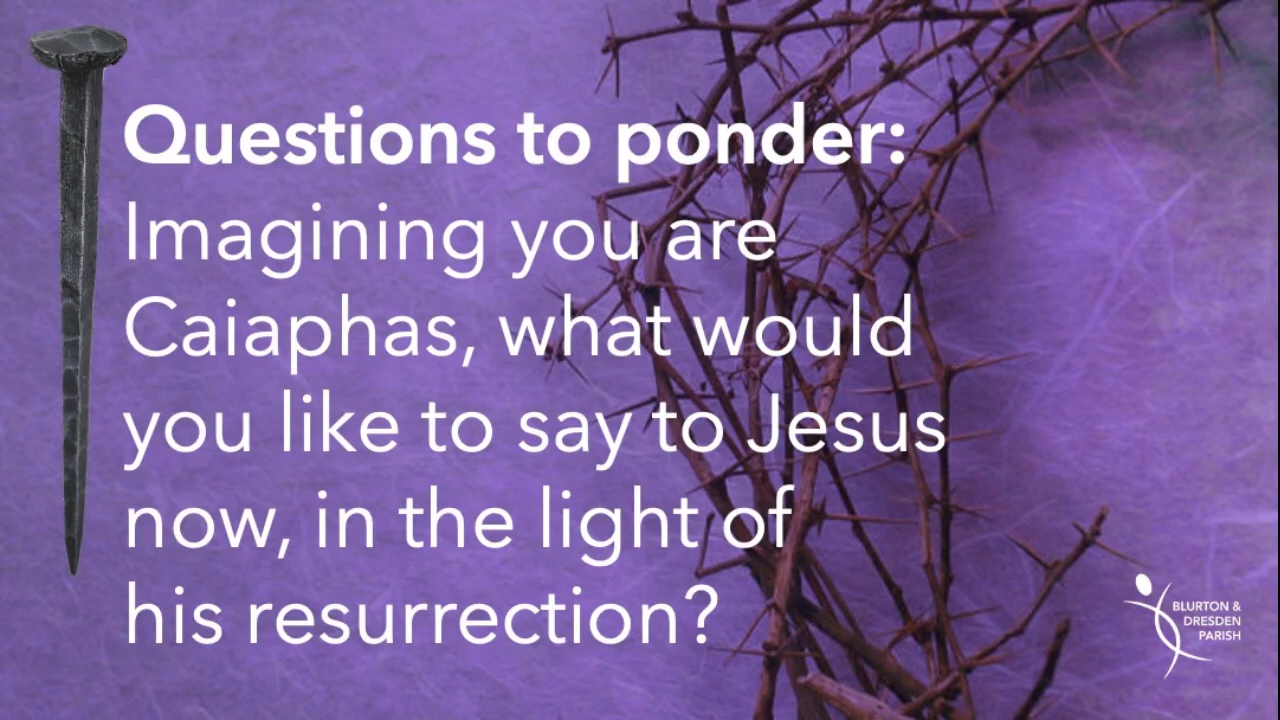 Questions to ponder:
Imagining you are
Caiaphas, what would
you like to say to Jesus
now, in the light of
his resurrection?
BLURTON &
DRESDEN
PARISH